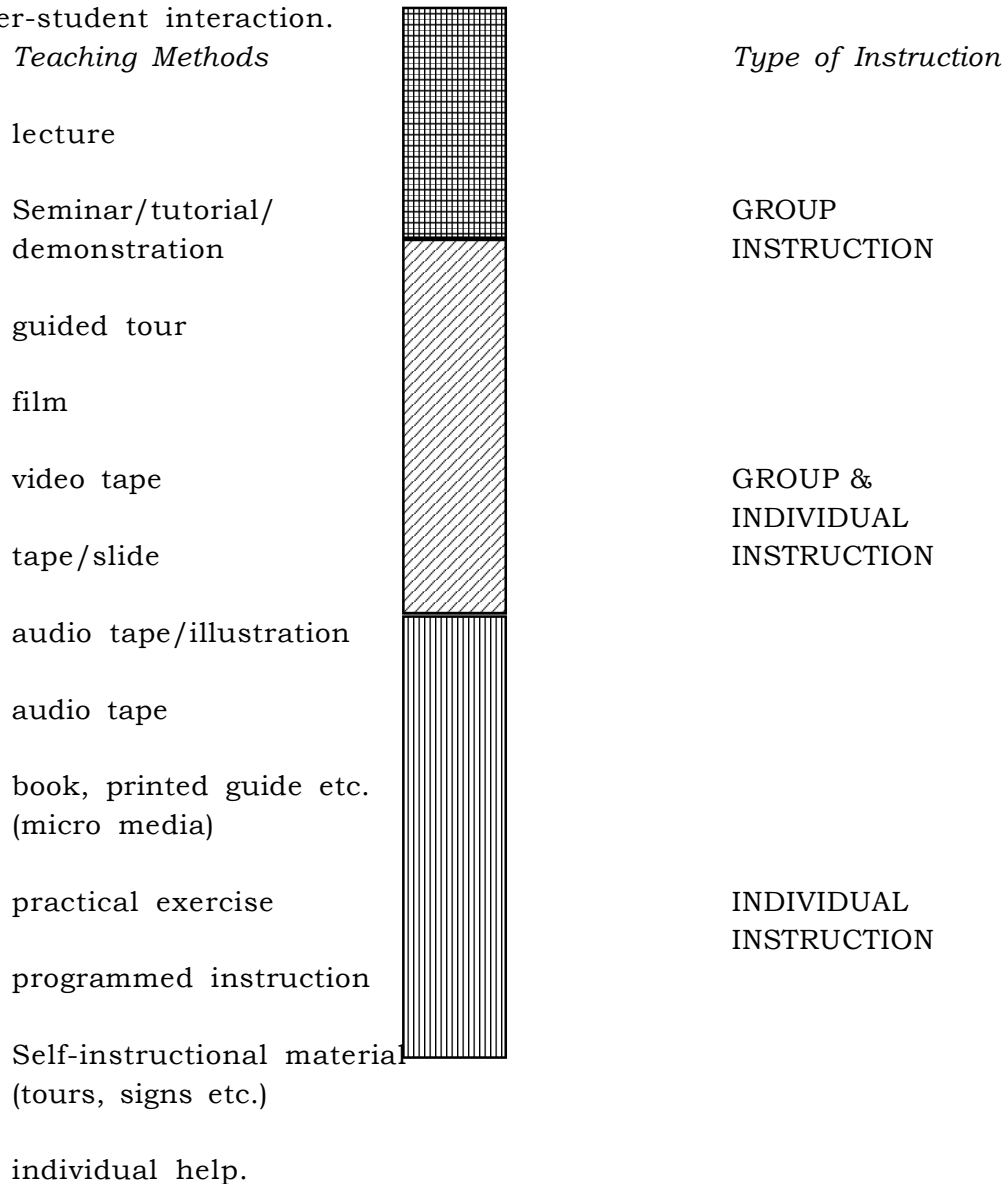 er-student interaction.
Teaching Methods
Type of Instruction
lecture
Seminar/tutorial/
demonstration
GROUP
INSTRUCTION
guided tour
film
video tape
tape/slide
GROUP &
INDIVIDUAL
INSTRUCTION
audio tape/illustration
audio tape
book, printed guide etc.
(micro media)
practical exercise
programmed instruction
INDIVIDUAL
INSTRUCTION
Self-instructional material
(tours, signs etc.)
individual help.